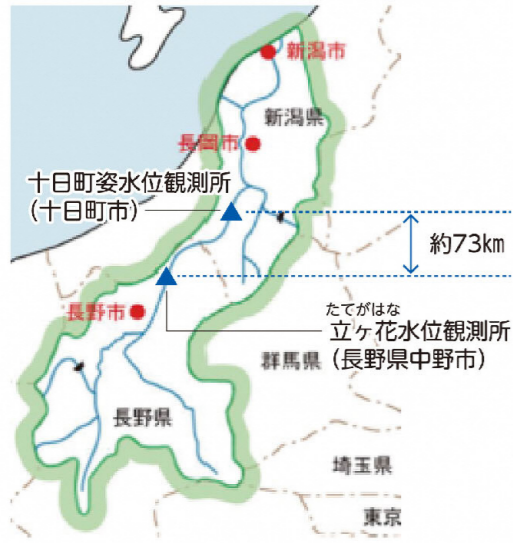 新潟市
新潟県
長岡市
十日町姿水位観測所
(十日町市)
約73km
長野市
たてがはな
立ヶ花水位観測所
(長野県中野市)
群馬県
長野県
埼玉県
東京